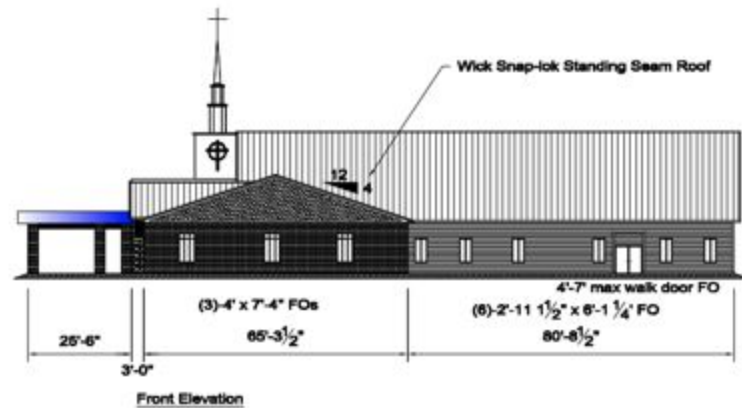 Wick Snap-lok Standing Seam Roof
12
4
4'-7' max walk door FO
(3)-4' x 7'-4" FOs
(6)-2'-11 1½" x 6'-1 ¼' FO
25'-6"
3'-0"
65'-3½"
80'-8½"
Front Elevation